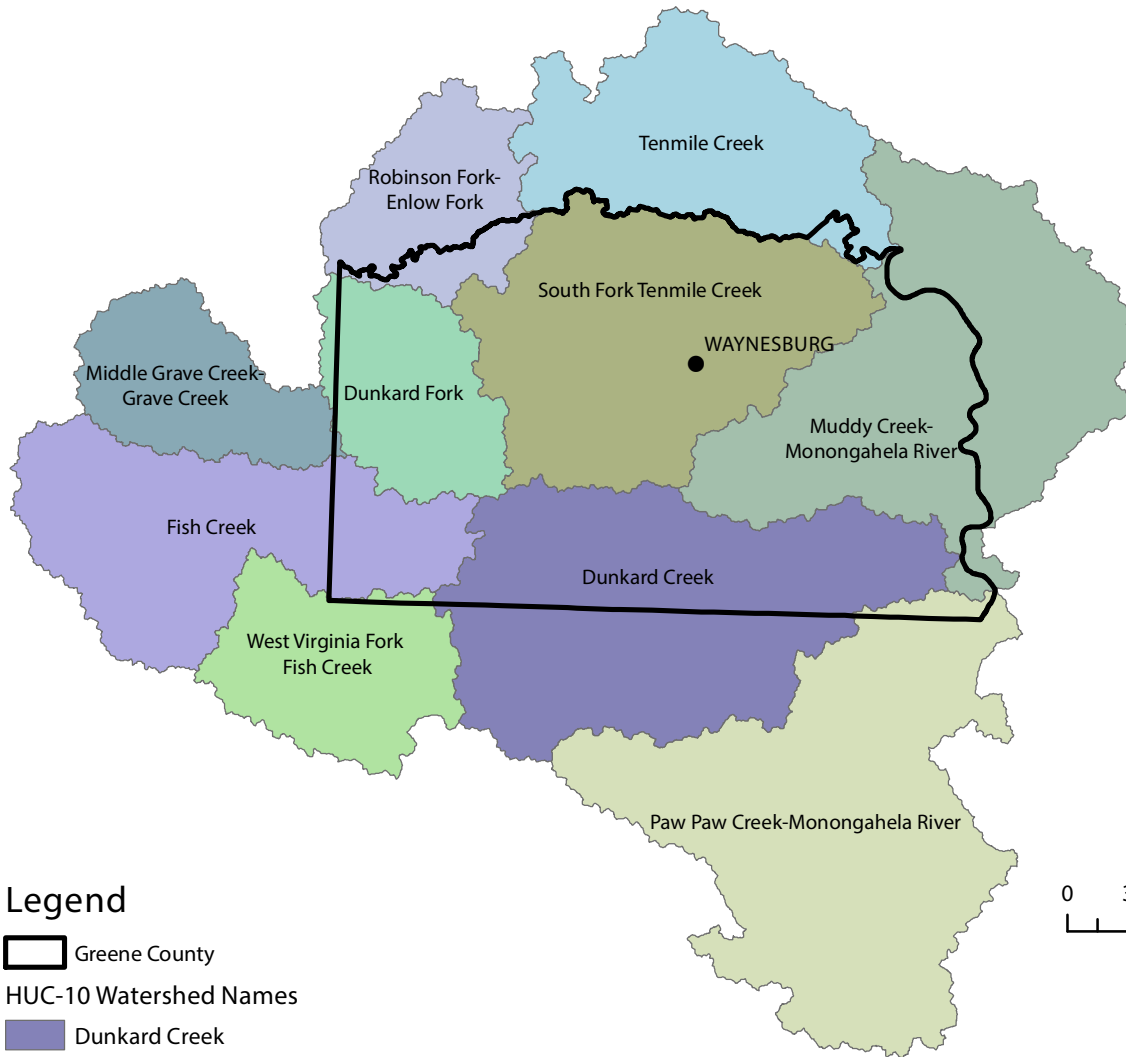 Tenmile Creek
Robinson Fork-
Enlow Fork
South Fork Tenmile Creek
WAYNESBURG
Middle Grave Creek-
Grave Creek
Dunkard Fork
Muddy Creek-
Monongahela River
Fish Creek
Dunkard Creek
West Virginia Fork
Fish Creek
Paw Paw Creek-Monongahela River
Legend
0 3
Greene County
HUC-10 Watershed Names
Dunkard Creek